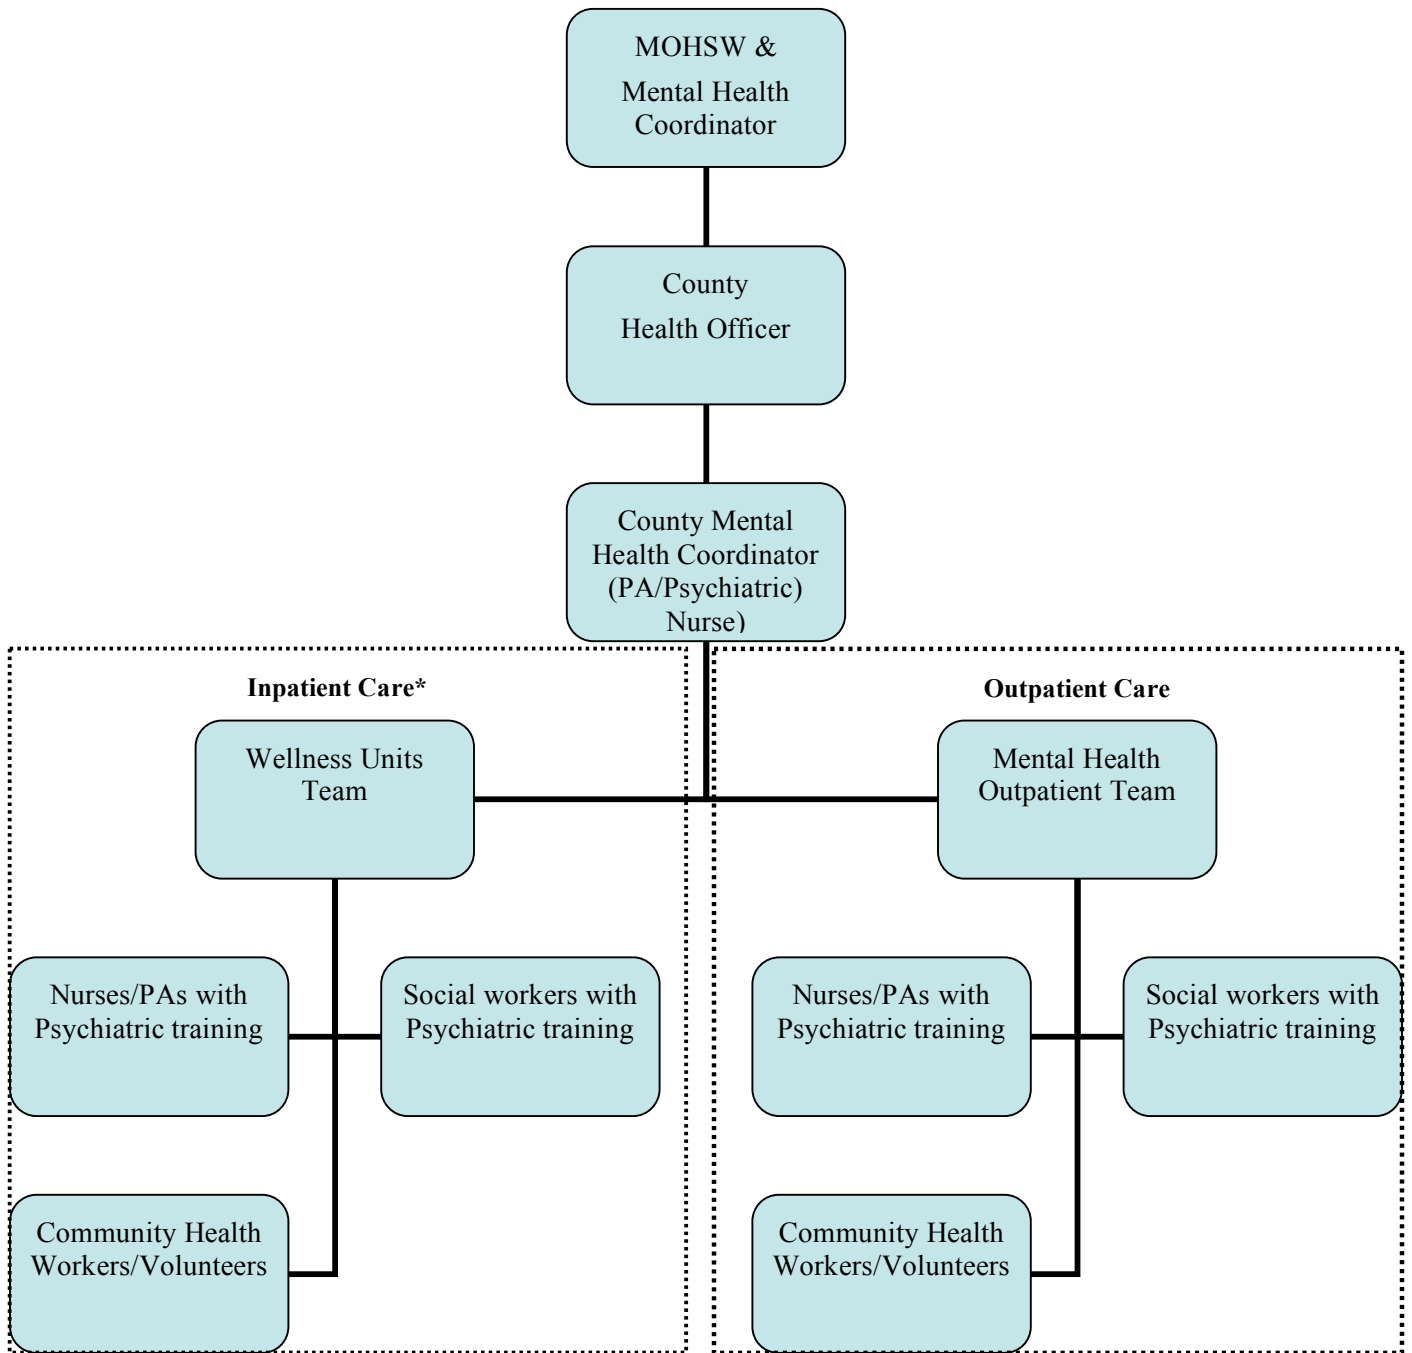 MOHSW &
Mental Health
Coordinator
County
Health Officer
County Mental
Health Coordinator
(PA/Psychiatric)
Nurse)
Inpatient Care*
Outpatient Care
Wellness Units
Team
Mental Health
Outpatient Team
Nurses/PAs with
Psychiatric training
Social workers with
Psychiatric training
Nurses/PAs with
Psychiatric training
Social workers with
Psychiatric training
Community Health
Workers/Volunteers
Community Health
Workers/Volunteers